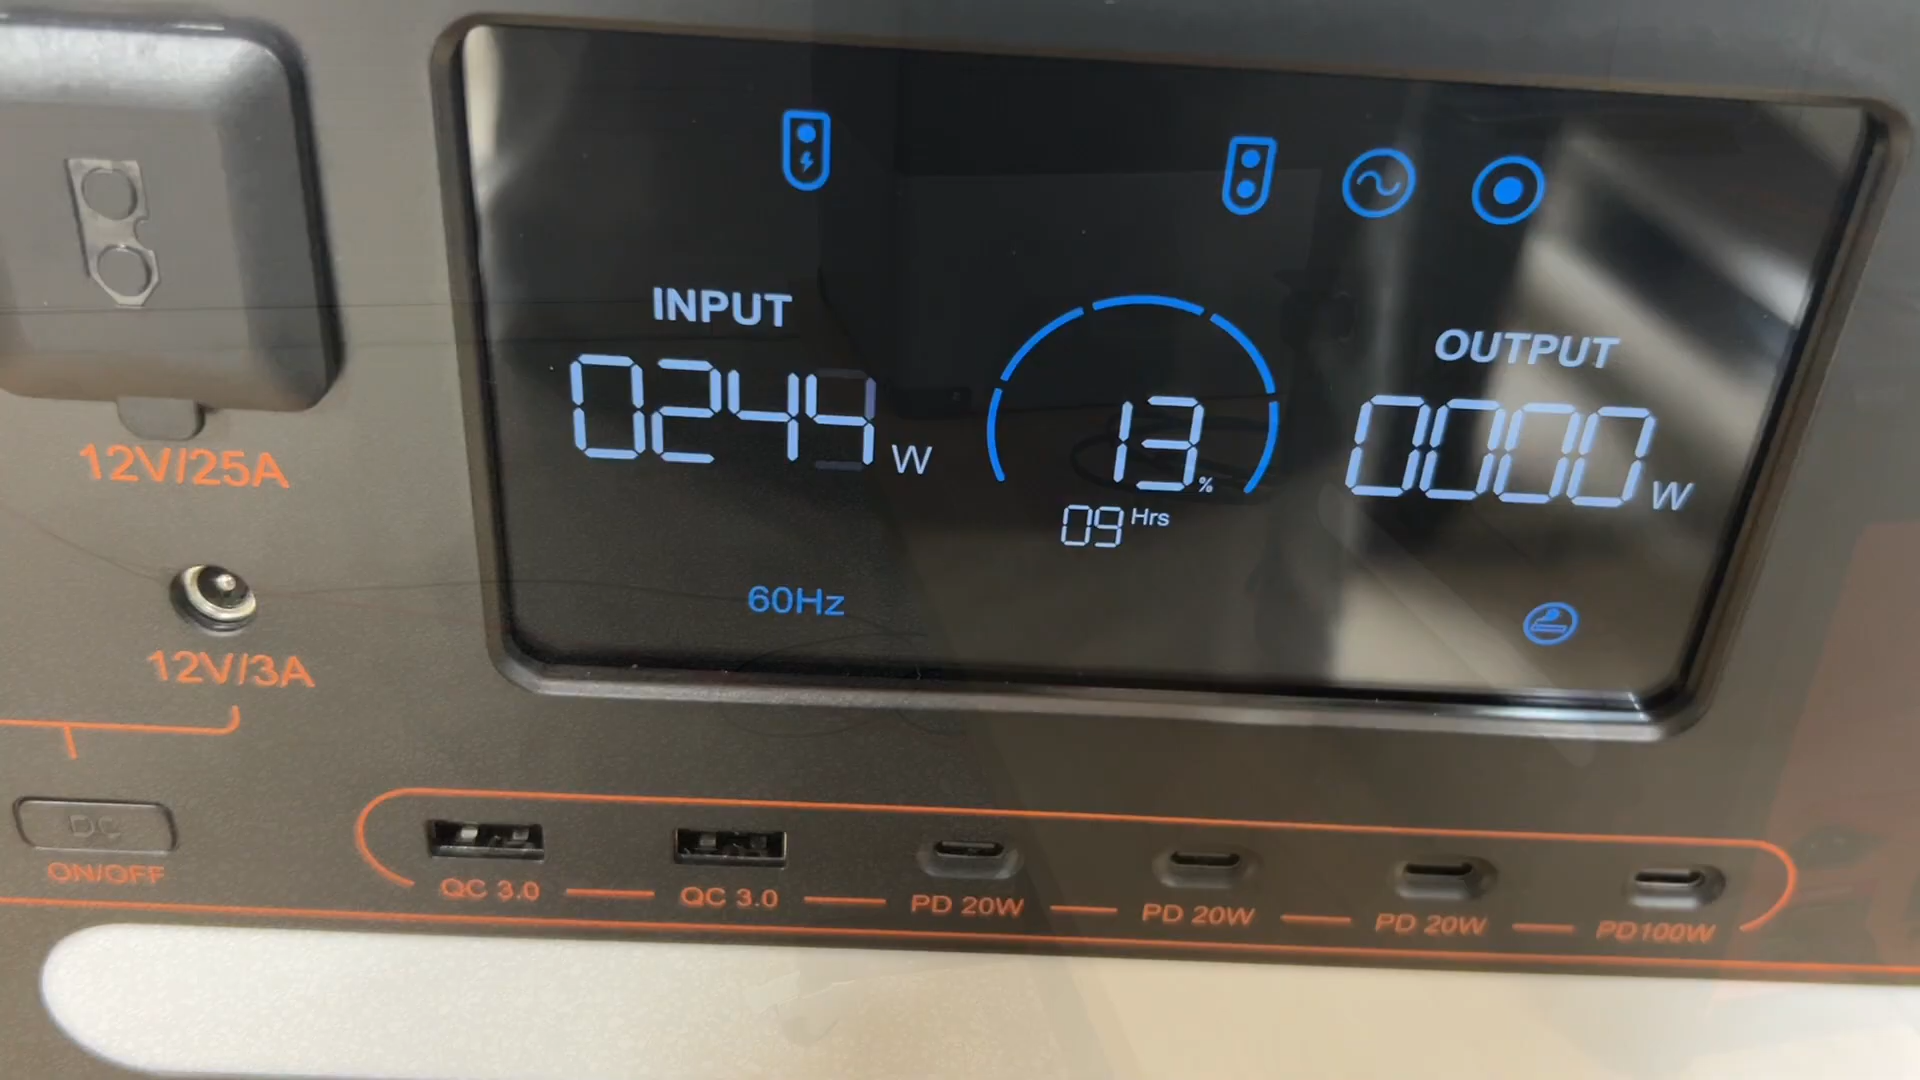 INPUT
0244 W
13 %
09 Hrs
OUTPUT
0000 W
60Hz
12V/25A
12V/3A
DC
ON/OFF
QC 3.0
QC 3.0
PD 20W
PD 20W
PD 20W
PD100W